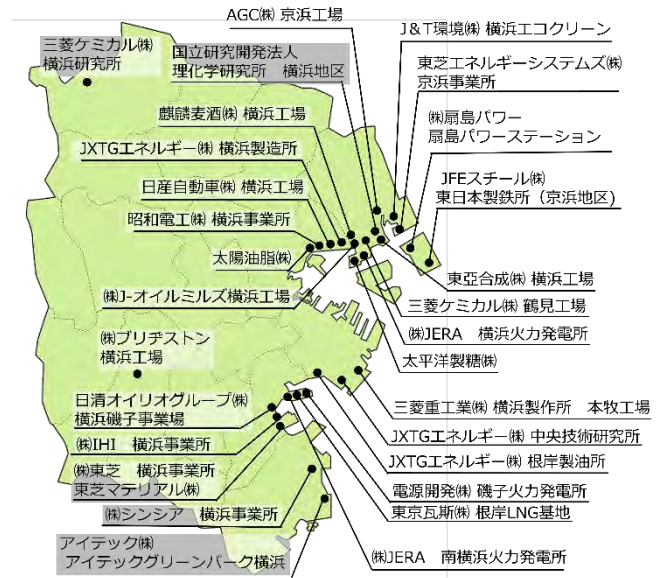 AGC㈱ 京浜工場
J&T環境㈱ 横浜エコクリーン
三菱ケミカル㈱
横浜研究所
国立研究開発法人
理化学研究所　横浜地区
東芝エネルギーシステムズ㈱
京浜事業所
麒麟麦酒㈱ 横浜工場
㈱扇島パワー
扇島パワーステーション
JXTGエネルギー㈱ 横浜製造所
日産自動車㈱ 横浜工場
JFEスチール㈱
東日本製鉄所（京浜地区)
昭和電工㈱ 横浜事業所
太陽油脂㈱
東亞合成㈱ 横浜工場
㈱J-オイルミルズ横浜工場
三菱ケミカル㈱ 鶴見工場
㈱JERA　横浜火力発電所
㈱ブリヂストン
横浜工場
太平洋製糖㈱
日清オイリオグループ㈱
横浜磯子事業場
三菱重工業㈱ 横浜製作所　本牧工場
㈱IHI　横浜事業所
JXTGエネルギー㈱ 中央技術研究所
㈱東芝　横浜事業所
東芝マテリアル㈱
JXTGエネルギー㈱ 根岸製油所
電源開発㈱ 磯子火力発電所
㈱シンシア　横浜事業所
東京瓦斯㈱ 根岸LNG基地
アイテック㈱
アイテックグリーンパーク横浜
㈱JERA　南横浜火力発電所